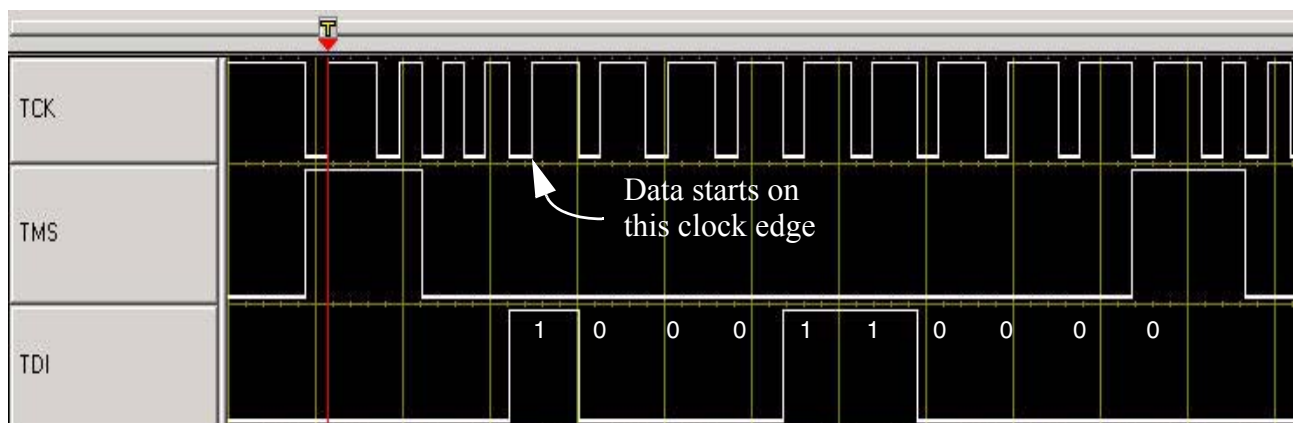 T
TCK
Data starts on
this clock edge
TMS
1 0 0 0 1 1 0 0 0 0
TDI